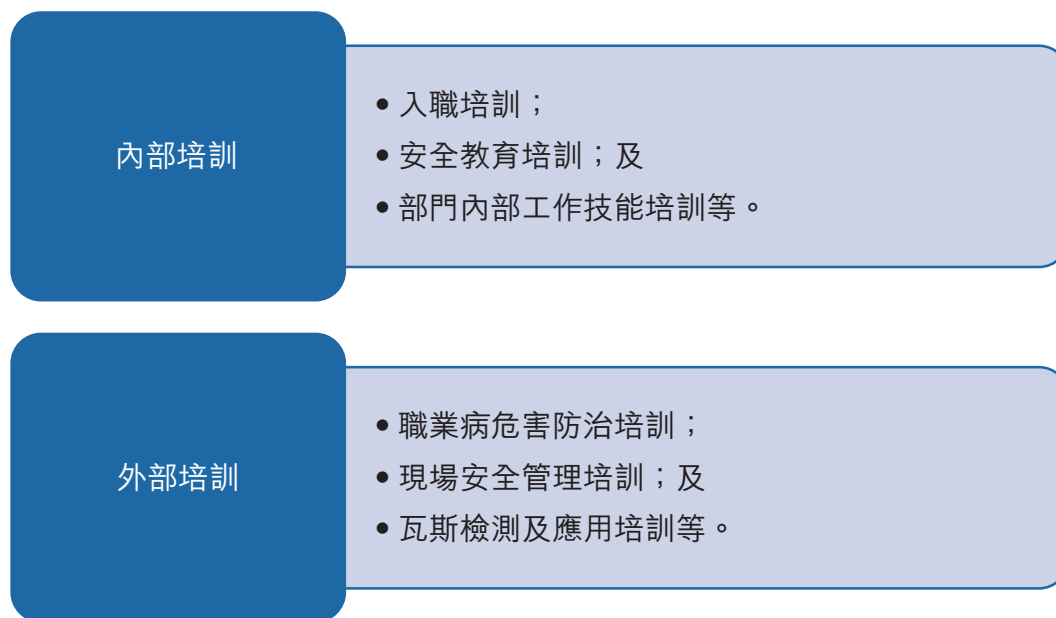 內部培訓
• 入職培訓；
• 安全教育培訓；及
• 部門內部工作技能培訓等。
外部培訓
• 職業病危害防治培訓；
• 現場安全管理培訓；及
• 瓦斯檢測及應用培訓等。